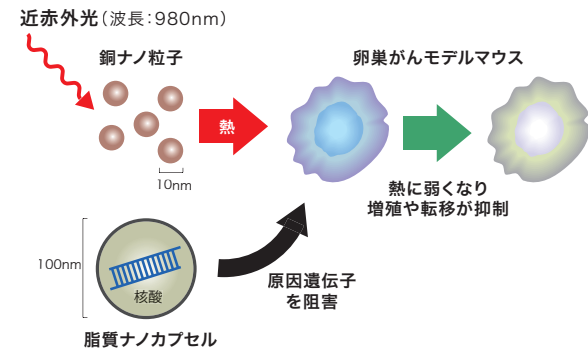 近赤外光(波長:980nm)
銅ナノ粒子
卵巣がんモデルマウス
熱
10nm
熱に弱くなり
増殖や転移が抑制
100nm
核酸
原因遺伝子
を阻害
脂質ナノカプセル